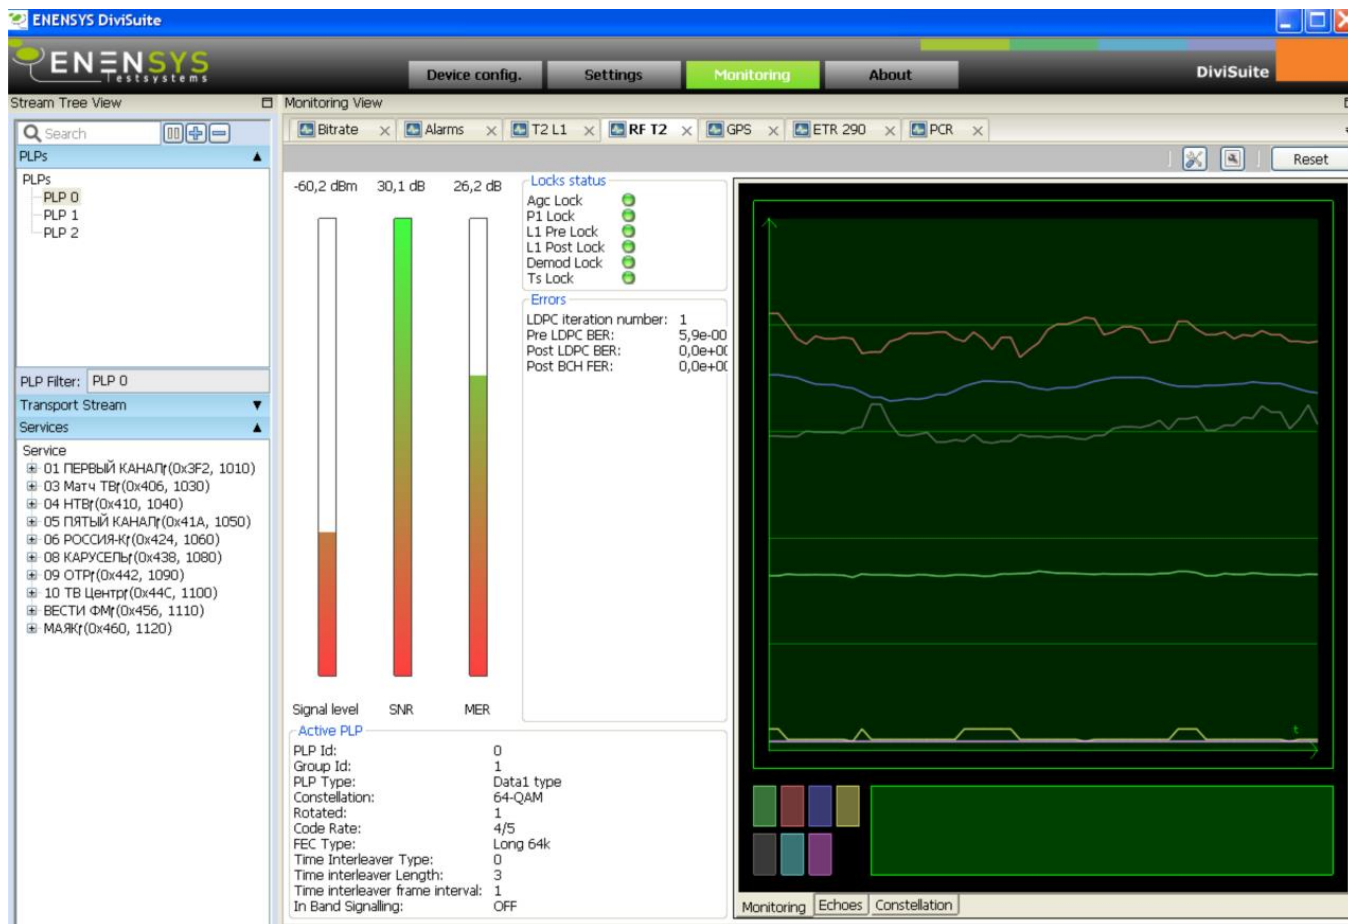 ENENSYS DiviSuite
ENENSYS
Testsystems
Device config.
Settings
Monitoring
About
DiviSuite
Stream Tree View
Monitoring View
Search
Bitrate
Alarms
T2 L1
RF T2
GPS
ETR 290
PCR
Reset
PLPs
PLPs
PLP 0
PLP 1
PLP 2
PLP Filter: PLP 0
Transport Stream
Services
Service
01 ПЕРВЫЙ КАНАЛ(0x3F2, 1010)
03 Матч ТВ(0x406, 1030)
04 НТВ(0x410, 1040)
05 ПЯТЫЙ КАНАЛ(0x41A, 1050)
06 РОССИЯ-К(0x424, 1060)
08 КАРУСЕЛЬ(0x438, 1080)
09 ОТР(0x442, 1090)
10 ТВ Центр(0x44C, 1100)
ВЕСТИ ФМ(0x456, 1110)
МАЯК(0x460, 1120)
-60,2 dBm 30,1 dB 26,2 dB
Signal level SNR MER
Locks status
Agc Lock
P1 Lock
L1 Pre Lock
L1 Post Lock
Demod Lock
Ts Lock
Errors
LDPC iteration number: 1
Pre LDPC BER: 5,9e-00
Post LDPC BER: 0,0e+00
Post BCH FER: 0,0e+00
Active PLP
PLP Id: 0
Group Id: 1
PLP Type: Data1 type
Constellation: 64-QAM
Rotated: 1
Code Rate: 4/5
FEC Type: Long 64k
Time Interleaver Type: 0
Time interleaver Length: 3
Time interleaver frame interval: 1
In Band Signalling: OFF
t
Monitoring
Echoes
Constellation